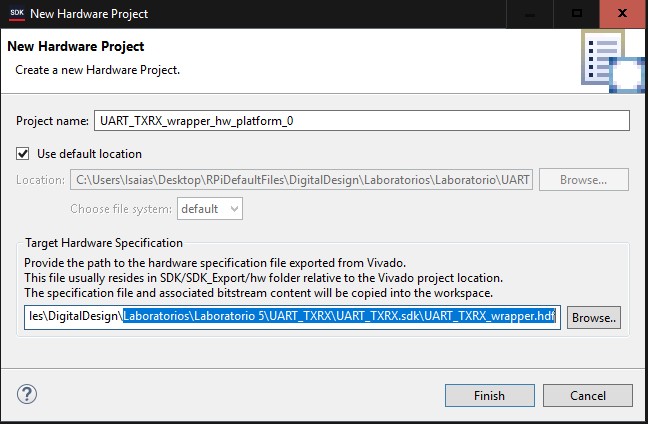 SDK New Hardware Project
New Hardware Project
Create a new Hardware Project.
Project name: UART_TXRX_wrapper_hw_platform_0
Use default location
Location: C:\Users\Isaias\Desktop\RPiDefaultFiles\DigitalDesign\Laboratorios\Laboratorio\UART Browse...
Choose file system: default
Target Hardware Specification
Provide the path to the hardware specification file exported from Vivado.
This file usually resides in SDK/SDK_Export/hw folder relative to the Vivado project location.
The specification file and associated bitstream content will be copied into the workspace.
les\DigitalDesign\Laboratorios\Laboratorio 5\UART_TXRX\UART_TXRX.sdk\UART_TXRX_wrapper.hdf Browse..
? Finish Cancel